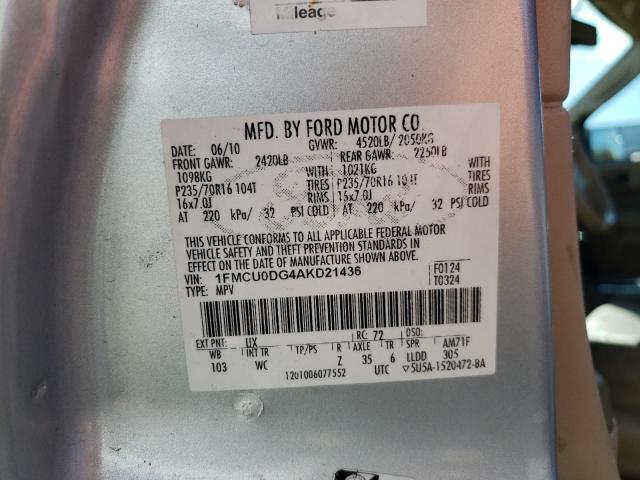 Mileage
MFD. BY FORD MOTOR CO.
DATE: 06/10 GVWR: 4520LB/ 2050KG
FRONT GAWR: 2420LB REAR GAWR: 2250LB
1098KG WITH 1021KG WITH
P235/70R16 104T TIRES P235/70R16 104T TIRES
16x7.0J RIMS 16x7.0J RIMS
AT 220 kPa/ 32 PSI COLD AT 220 kPa/ 32 PSI COLD
THIS VEHICLE CONFORMS TO ALL APPLICABLE FEDERAL MOTOR
VEHICLE SAFETY AND THEFT PREVENTION STANDARDS IN
EFFECT ON THE DATE OF MANUFACTURE SHOWN ABOVE.
VIN: 1FMCU0DG4AKD21436 F0124
TYPE: MPV T0324
EXT PNT: UX RC: 72 DSO:
WB INT TR TP/PS R AXLE TR SPR AM71F
103 WC Z 35 6 LLDD 305
1201006077552 UTC ▽5U5A-1520472-BA